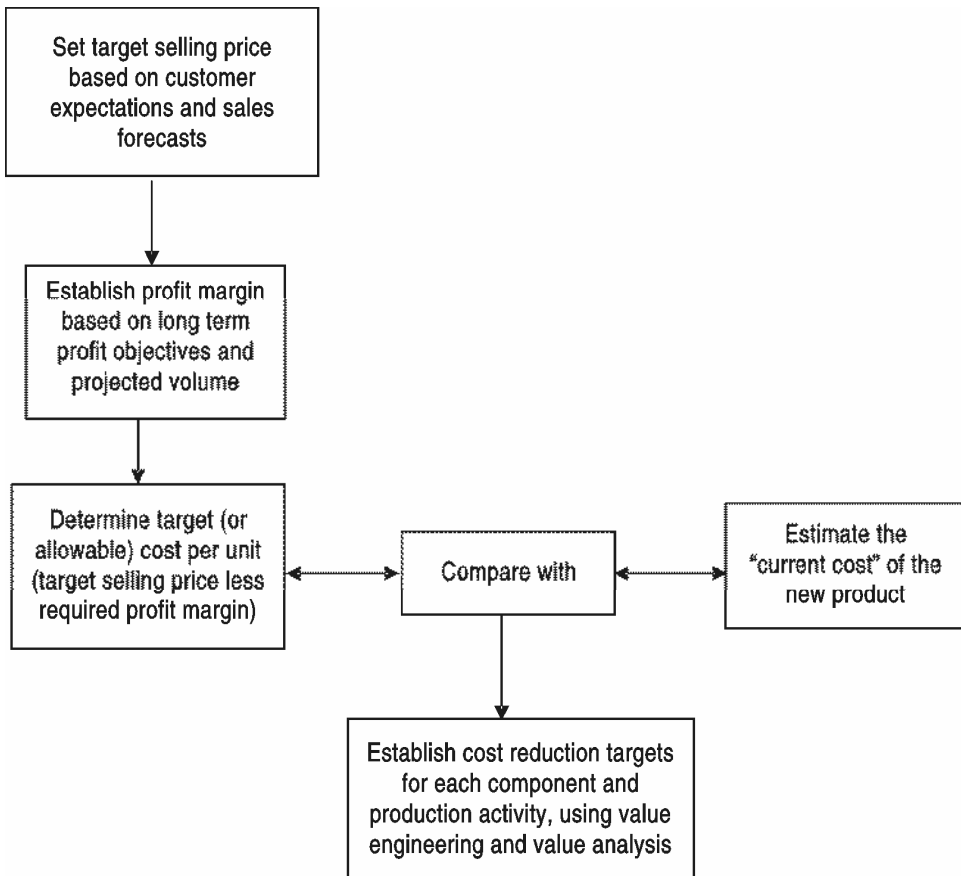 Set target selling price
based on customer
expectations and sales
forecasts
Establish profit margin
based on long term
profit objectives and
projected volume
Determine target (or
allowable) cost per unit
(target selling price less
required profit margin)
Compare with
Estimate the
“current cost” of the
new product
Establish cost reduction targets
for each component and
production activity, using value
engineering and value analysis